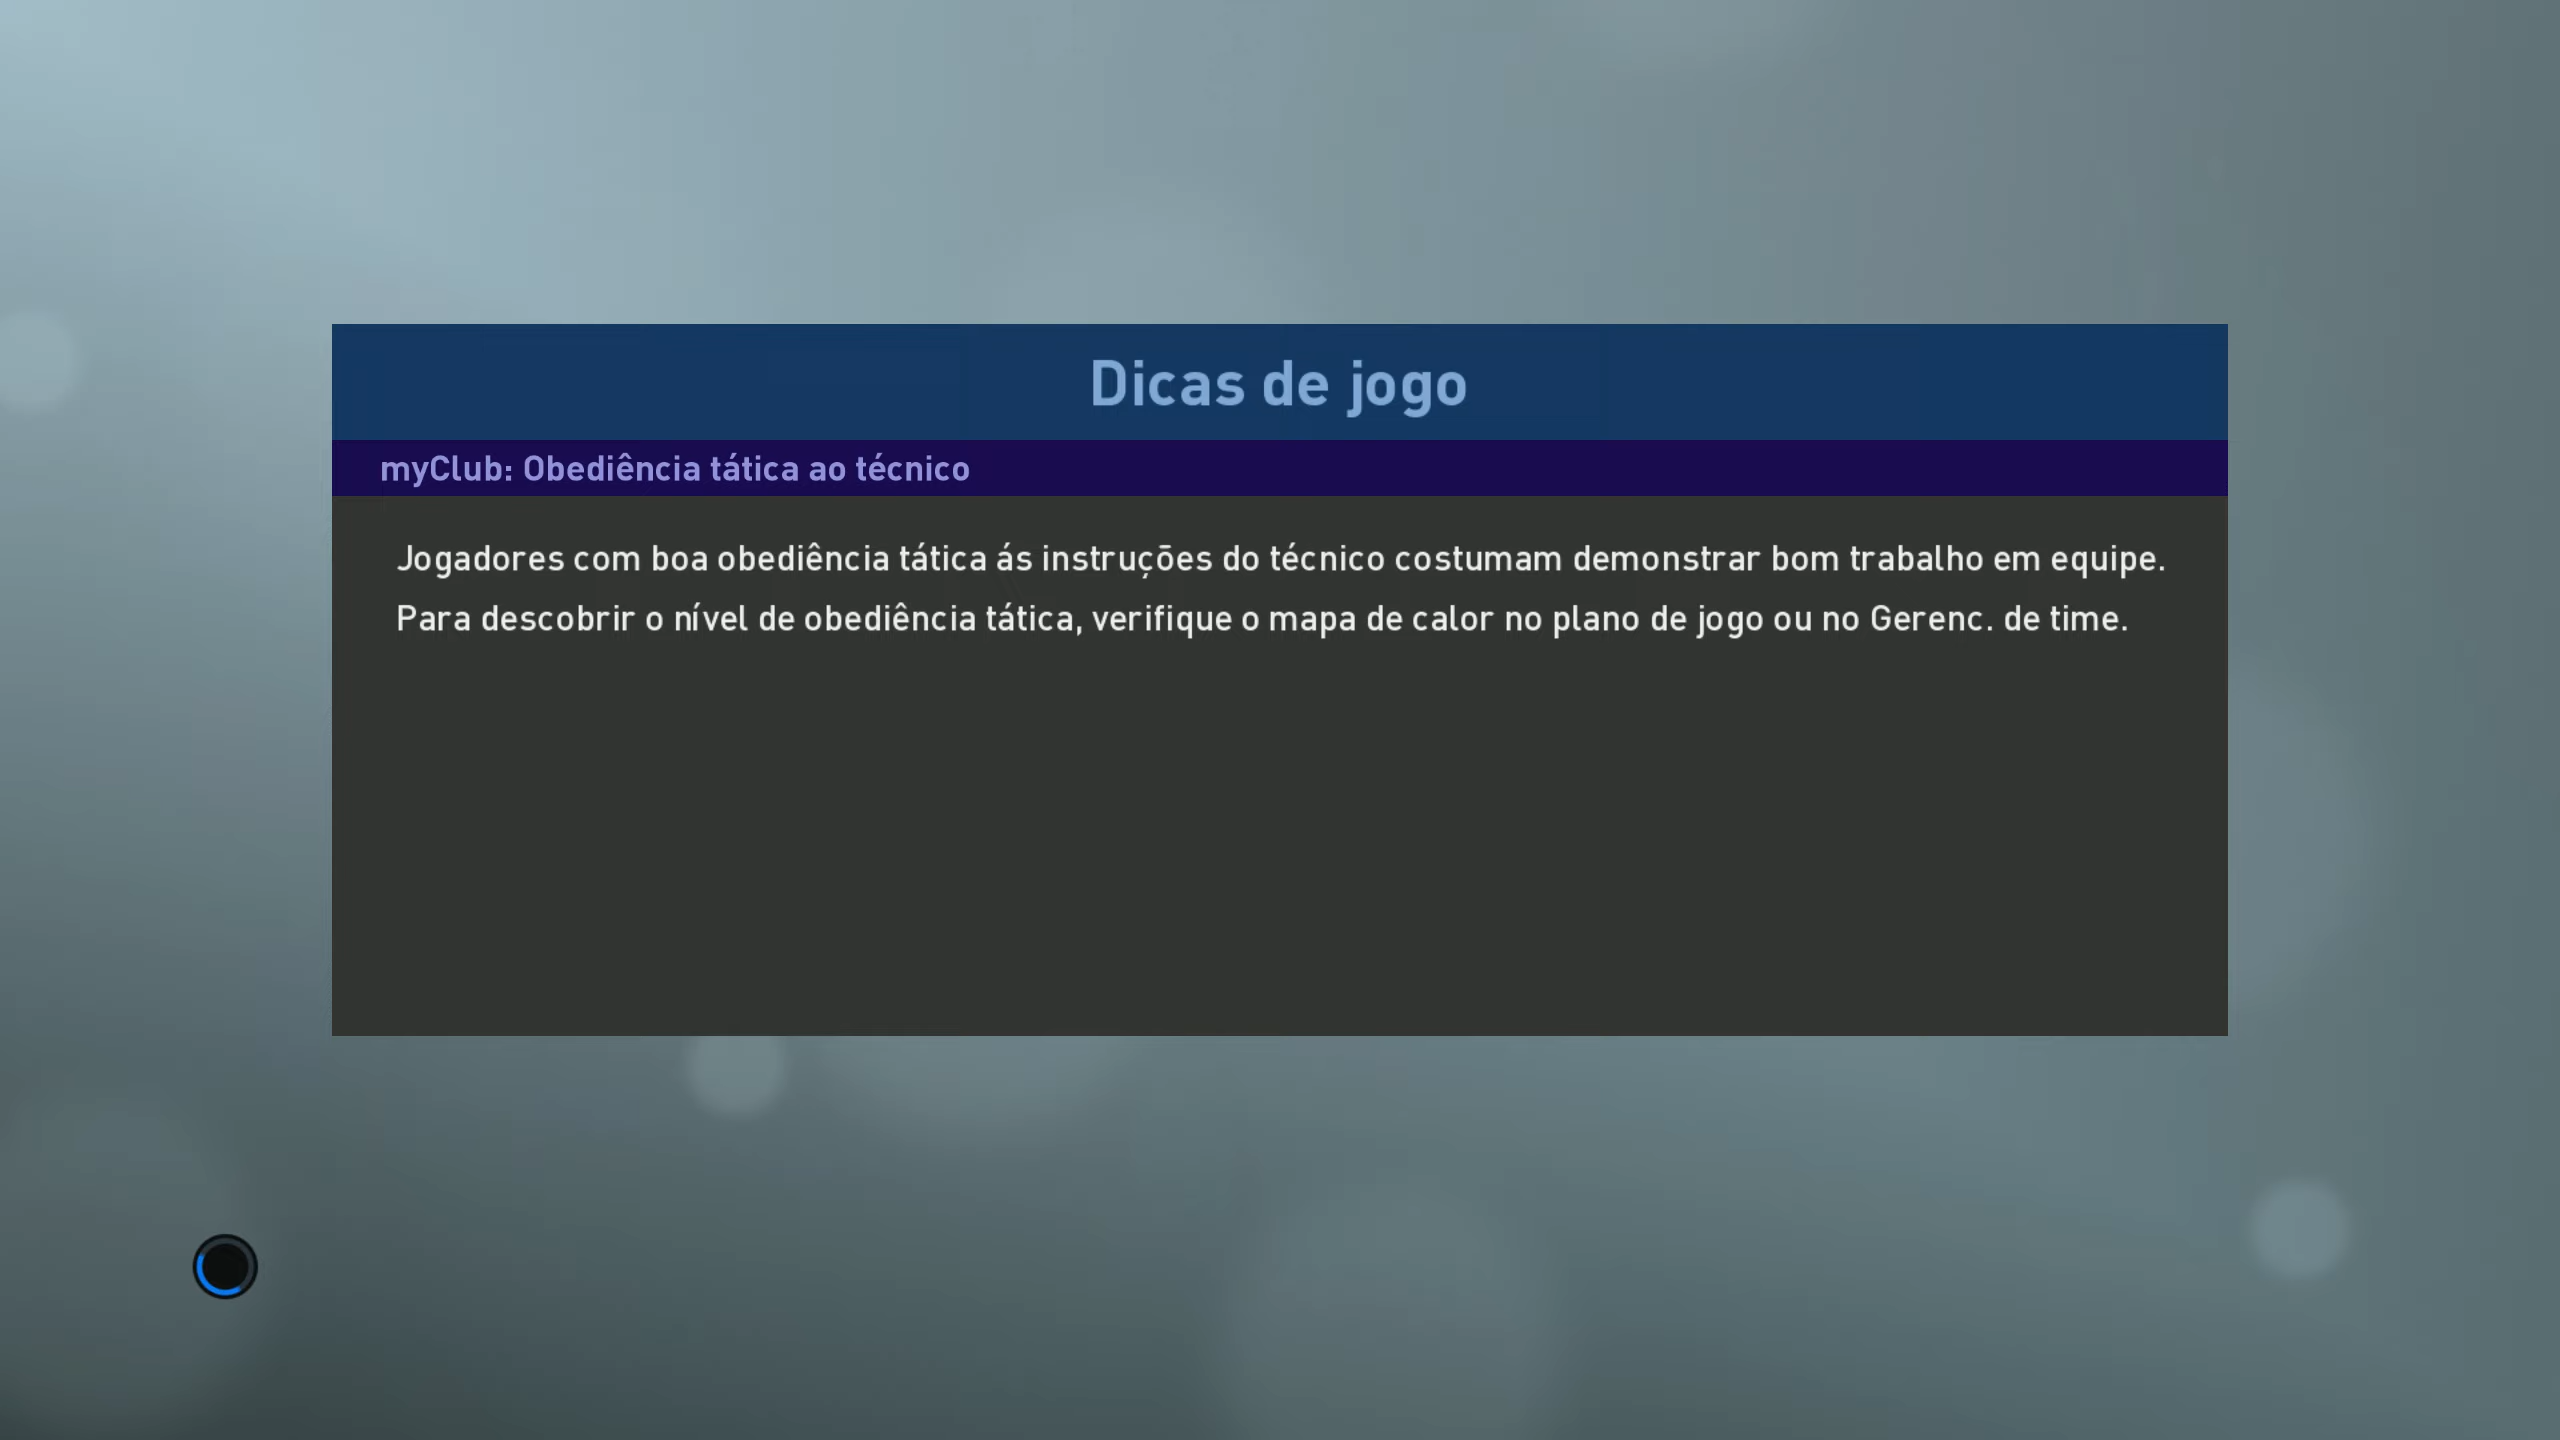 Dicas de jogo
myClub: Obediência tática ao técnico
Jogadores com boa obediência tática ás instruções do técnico costumam demonstrar bom trabalho em equipe.
Para descobrir o nível de obediência tática, verifique o mapa de calor no plano de jogo ou no Gerenc. de time.